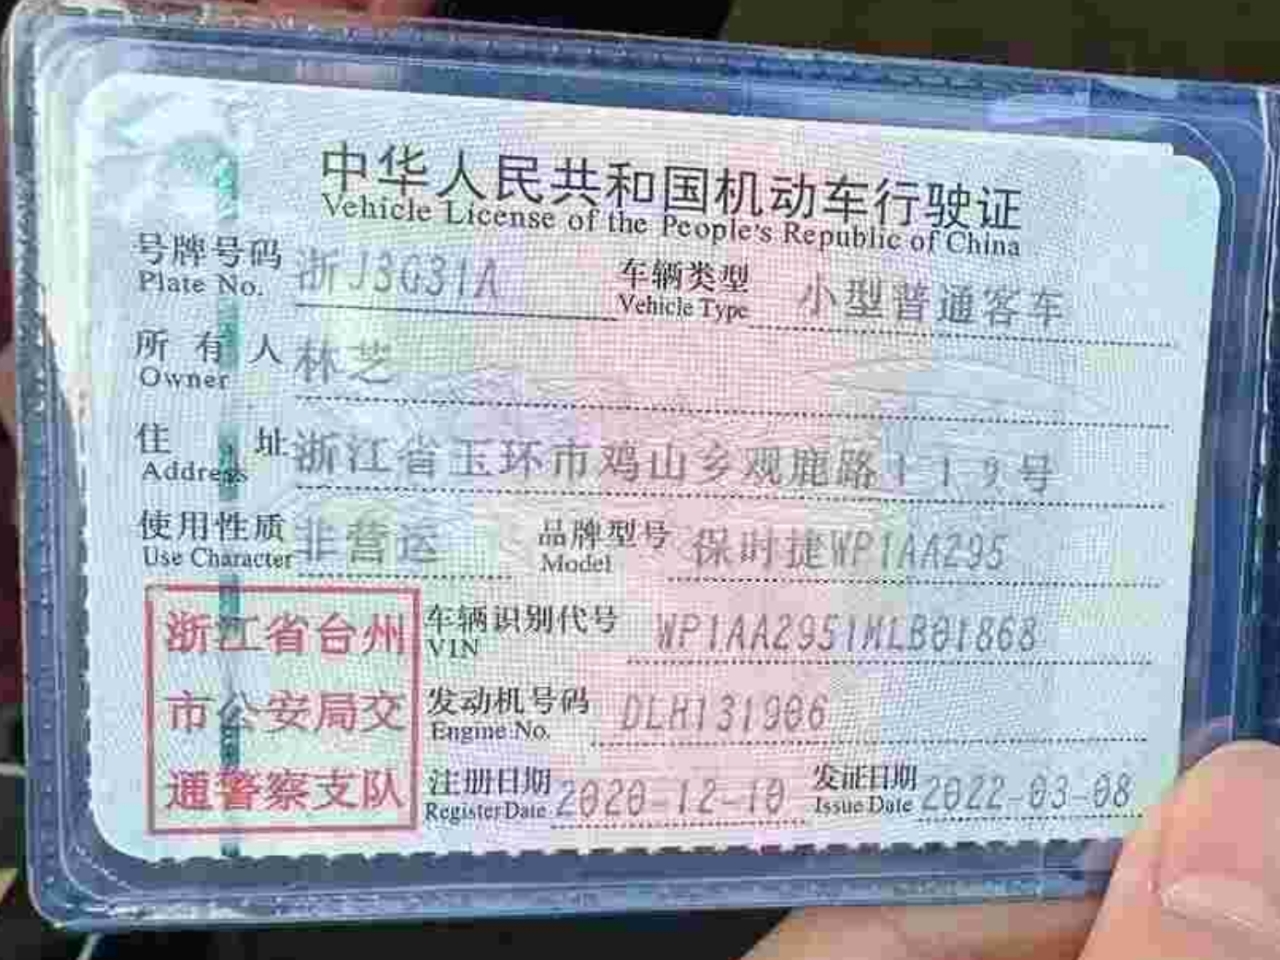 中华人民共和国机动车行驶证
Vehicle License of the People's Republic of China
号牌号码 浙J3G31A 车辆类型 小型普通客车
Plate No. Vehicle Type
所有人 林芝
Owner
住址 浙江省玉环市鸡山乡观鹿路119号
Address
使用性质 非营运 品牌型号 保时捷WP1AA295
Use Character Model
浙江省台州 车辆识别代号 WP1AA2951MLB01868
VIN
市公安局交 发动机号码 DLH131906
Engine No.
通警察支队 注册日期 2020-12-10 发证日期 2022-03-08
Register Date Issue Date